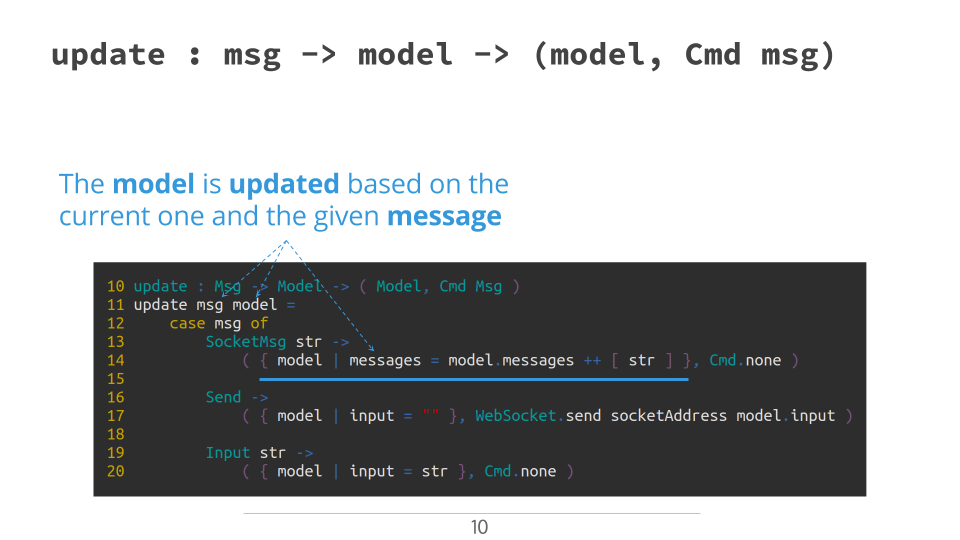 update : msg -> model -> (model, Cmd msg)
The model is updated based on the
current one and the given message
10 update : Msg -> Model -> ( Model, Cmd Msg )
11 update msg model =
12     case msg of
13         SocketMsg str ->
14             ( { model | messages = model.messages ++ [ str ] }, Cmd.none )
15
16         Send ->
17             ( { model | input = "" }, WebSocket.send socketAddress model.input )
18
19         Input str ->
20             ( { model | input = str }, Cmd.none )
10